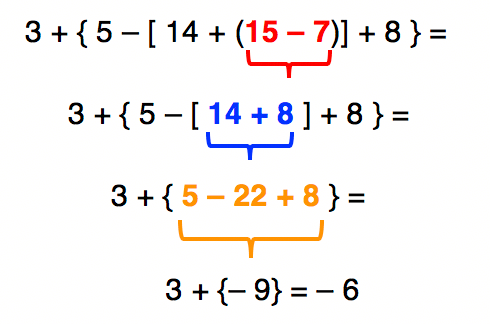 3 + { 5 – [ 14 + (15 – 7)] + 8 } =
3 + { 5 – [ 14 + 8 ] + 8 } =
3 + { 5 – 22 + 8 } =
3 + {– 9} = – 6